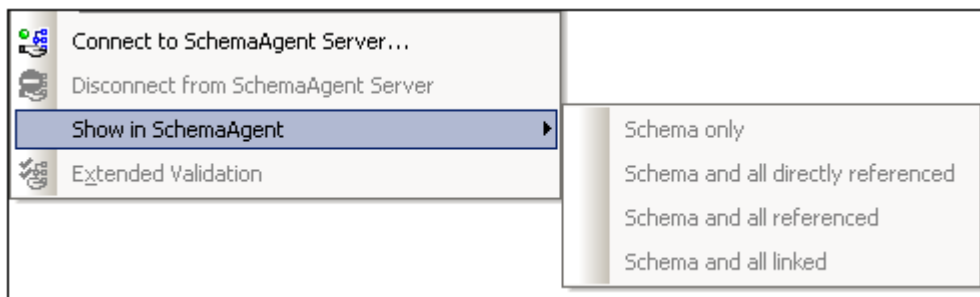 Connect to SchemaAgent Server...
Disconnect from SchemaAgent Server
Show in SchemaAgent
Extended Validation
Schema only
Schema and all directly referenced
Schema and all referenced
Schema and all linked